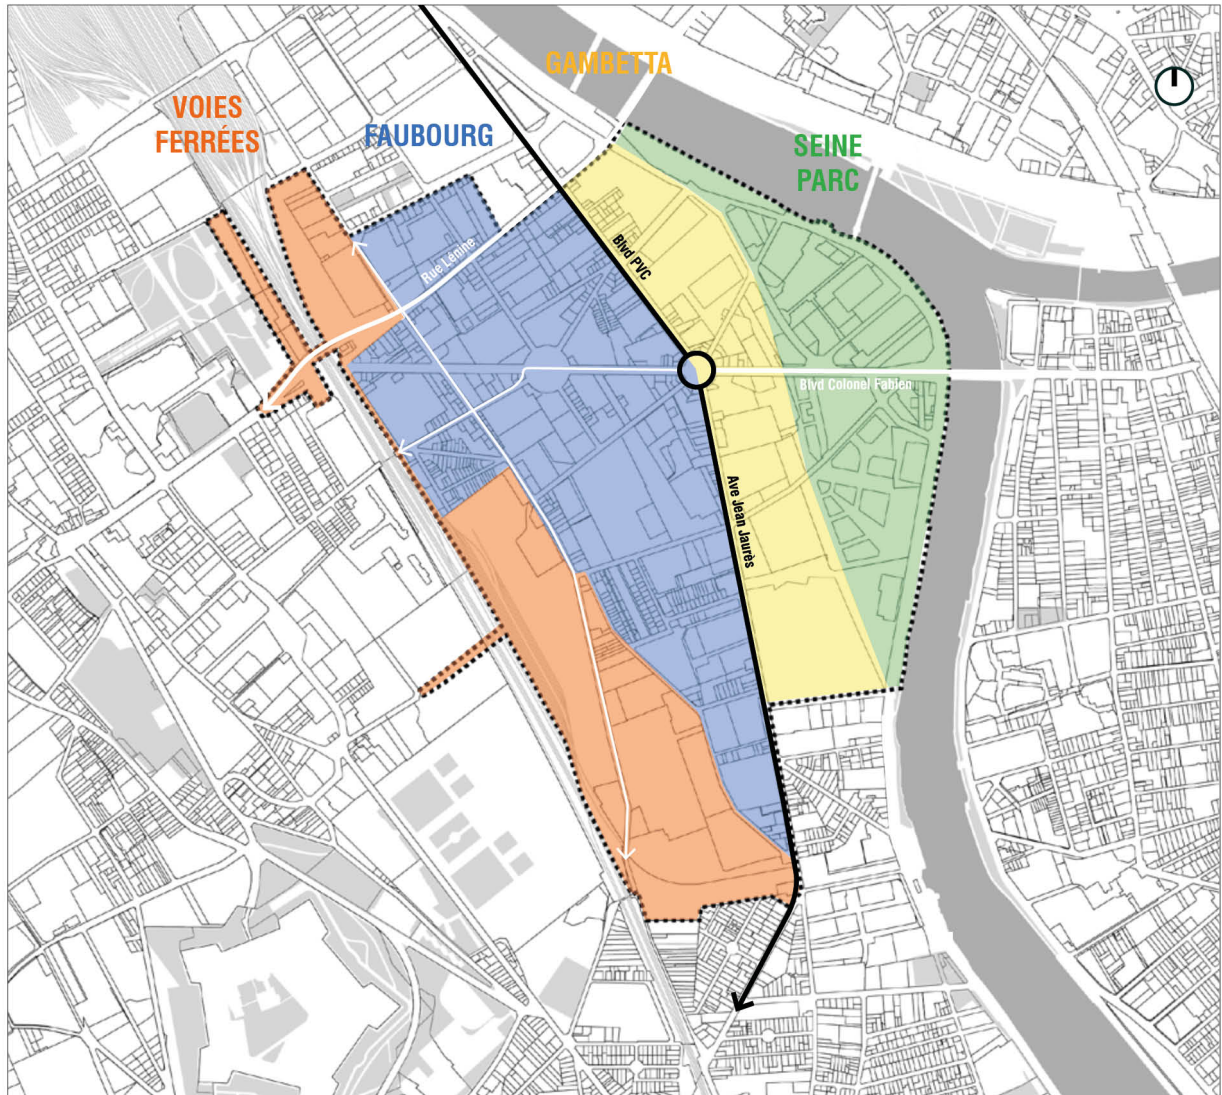 GAMBETTA
VOIES
FERRÉES
FAUBOURG
SEINE
PARC
Rue Lénine
Blvd PVC
Blvd Colonel Fabien
Ave Jean Jaurès